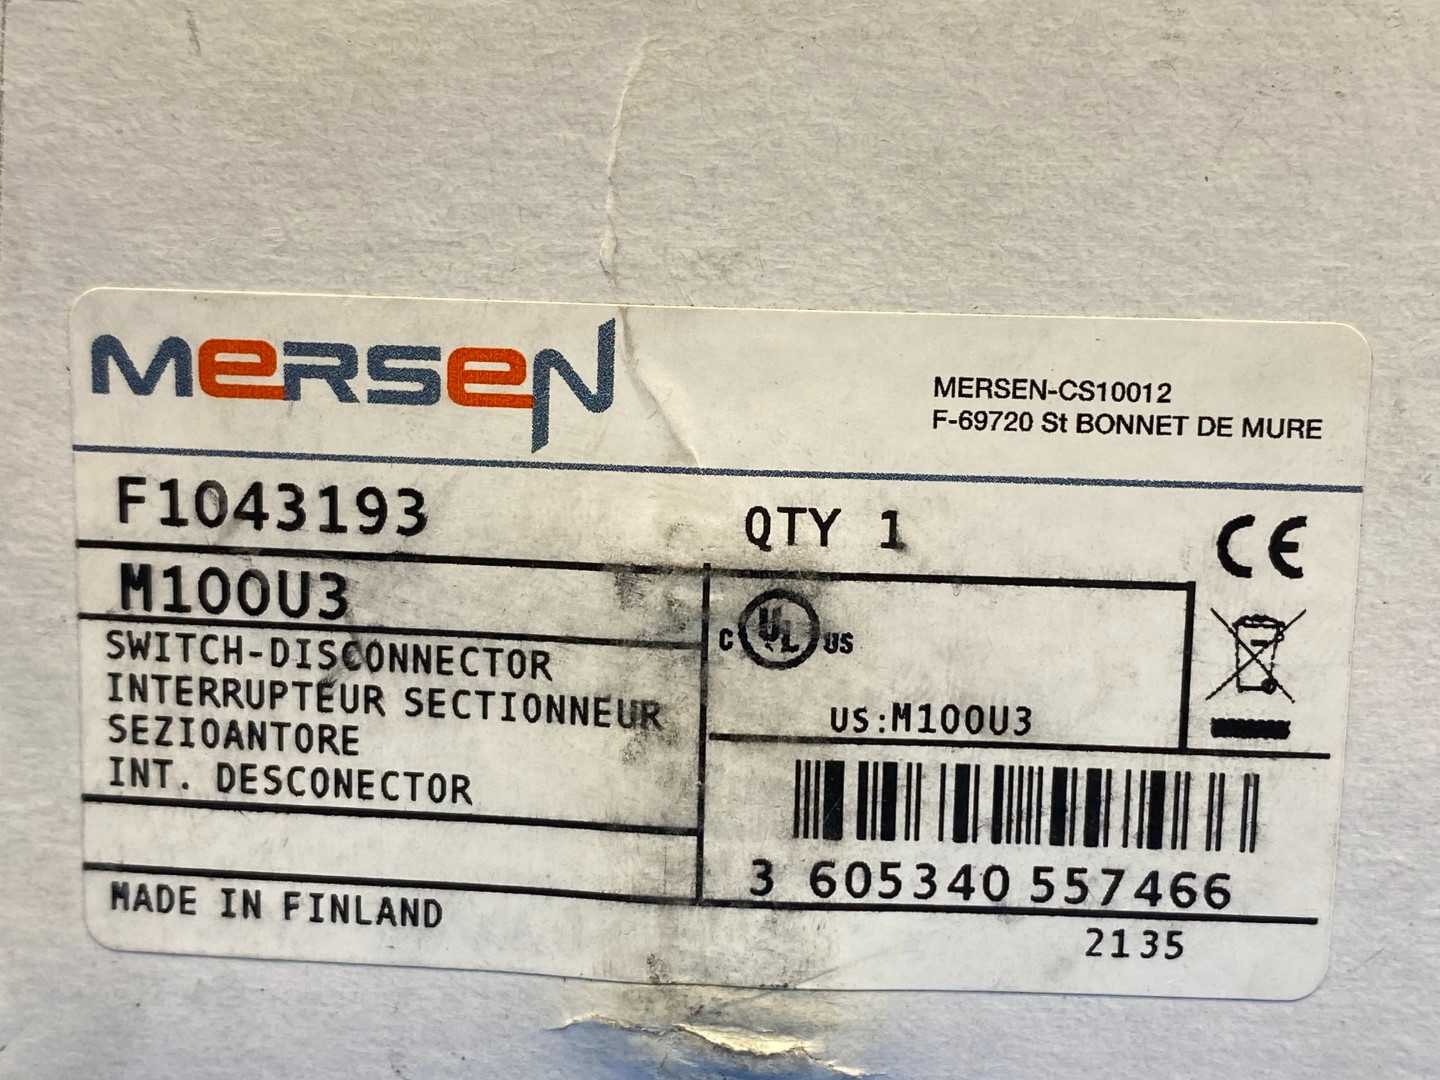 MERSEN
MERSEN-CS10012
F-69720 St BONNET DE MURE
F1043193
QTY 1
CE
M100U3
C UL US
SWITCH-DISCONNECTOR
INTERRUPTEUR SECTIONNEUR
SEZIOANTORE
INT. DESCONECTOR
US:M100U3
3 605340 557466
MADE IN FINLAND
2135